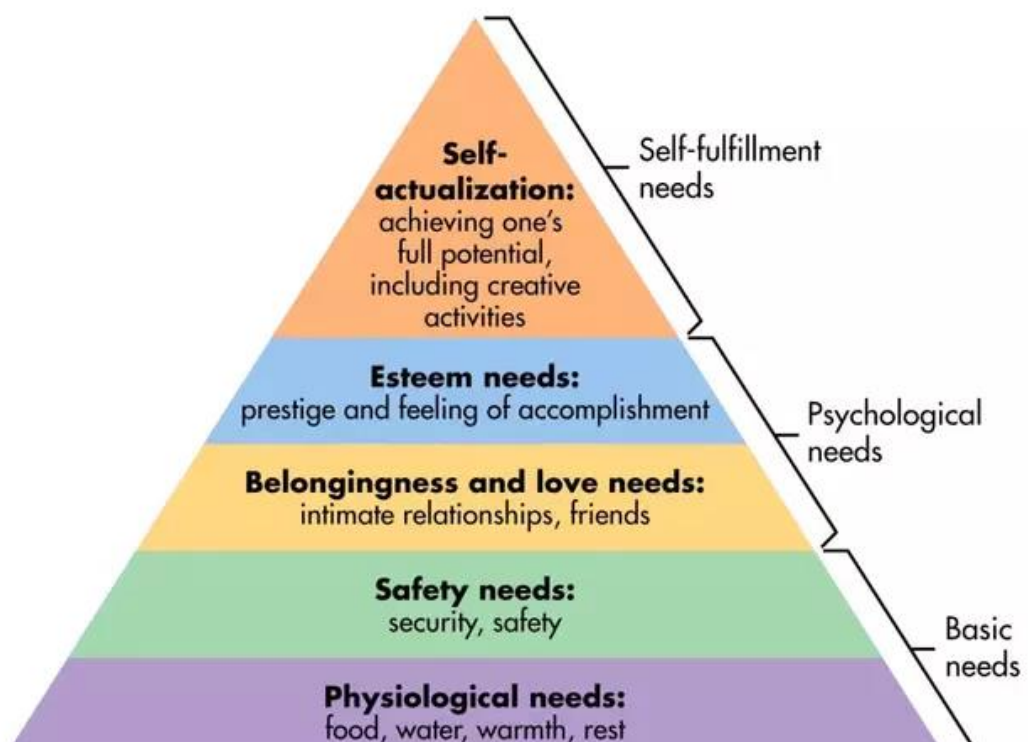 Self-
actualization:
achieving one's
full potential,
including creative
activities
Self-fulfillment
needs
Esteem needs:
prestige and feeling of accomplishment
Psychological
needs
Belongingness and love needs:
intimate relationships, friends
Safety needs:
security, safety
Basic
needs
Physiological needs:
food, water, warmth, rest